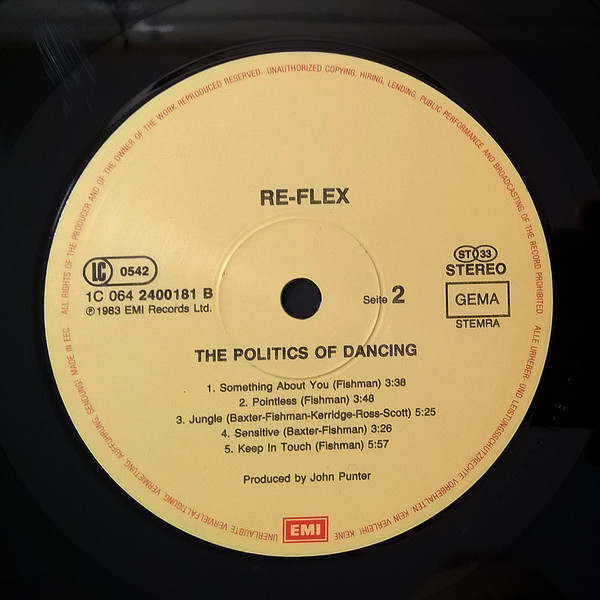 ALL RIGHTS OF THE PRODUCER AND OF THE OWNER OF THE WORK REPRODUCED RESERVED. UNAUTHORIZED COPYING, HIRING, LENDING, PUBLIC PERFORMANCE AND BROADCASTING OF THE RECORD PROHIBITED.
ALLE URHEBER- UND LEISTUNGSSCHUTZRECHTE VORBEHALTEN KEIN VERLEIH! KEINE UNERLAUBTE VERVIELFÄLTIGUNG, VERMIETUNG, AUFFÜHRUNG, SENDUNG! MADE IN EEC.
RE-FLEX
LC 0542
1C 064 2400181 B
℗1983 EMI Records Ltd.
Seite 2
ST 33
STEREO
GEMA
STEMRA
THE POLITICS OF DANCING
1. Something About You (Fishman) 3:38
2. Pointless (Fishman) 3:48
3. Jungle (Baxter-Fishman-Kerridge-Ross-Scott) 5:25
4. Sensitive (Baxter-Fishman) 3:26
5. Keep In Touch (Fishman) 5:57
Produced by John Punter
EMI